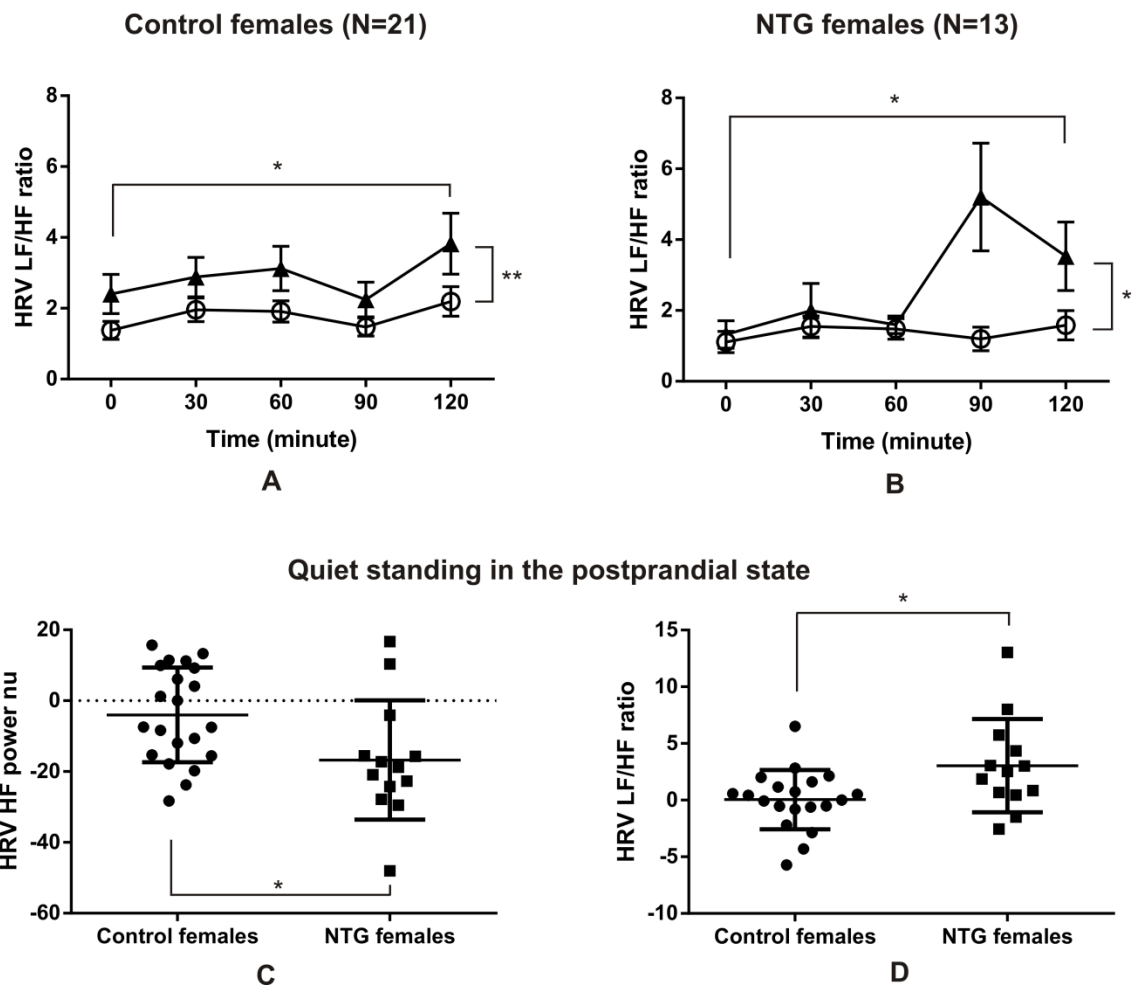 Control females (N=21)
NTG females (N=13)
8
6
4
2
0
HRV LF/HF ratio
*
**
0 30 60 90 120
Time (minute)
A
8
6
4
2
0
HRV LF/HF ratio
*
*
0 30 60 90 120
Time (minute)
B
Quiet standing in the postprandial state
20
0
-20
-40
-60
HRV HF power nu
*
Control females NTG females
C
15
10
5
0
-5
-10
HRV LF/HF ratio
*
Control females NTG females
D